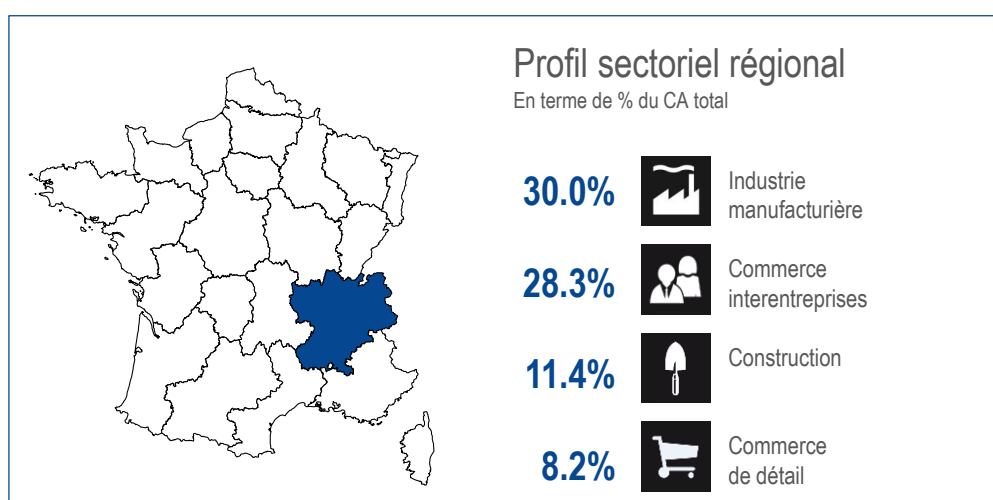 Profil sectoriel régional
En terme de % du CA total
30.0%
Industrie
manufacturière
28.3%
Commerce
interentreprises
11.4%
Construction
8.2%
Commerce
de détail